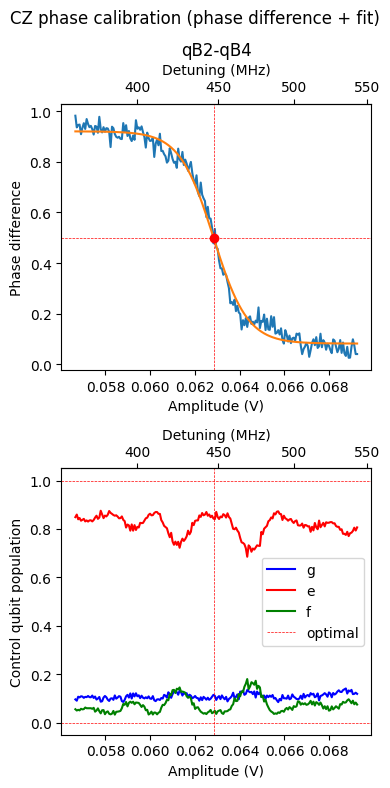 CZ phase calibration (phase difference + fit)
qB2-qB4
Detuning (MHz)
400 450 500 550
1.0
0.8
0.6
0.4
0.2
0.0
Phase difference
0.058 0.060 0.062 0.064 0.066 0.068
Amplitude (V)
Detuning (MHz)
400 450 500 550
1.0
0.8
0.6
0.4
0.2
0.0
Control qubit population
g
e
f
optimal
0.058 0.060 0.062 0.064 0.066 0.068
Amplitude (V)